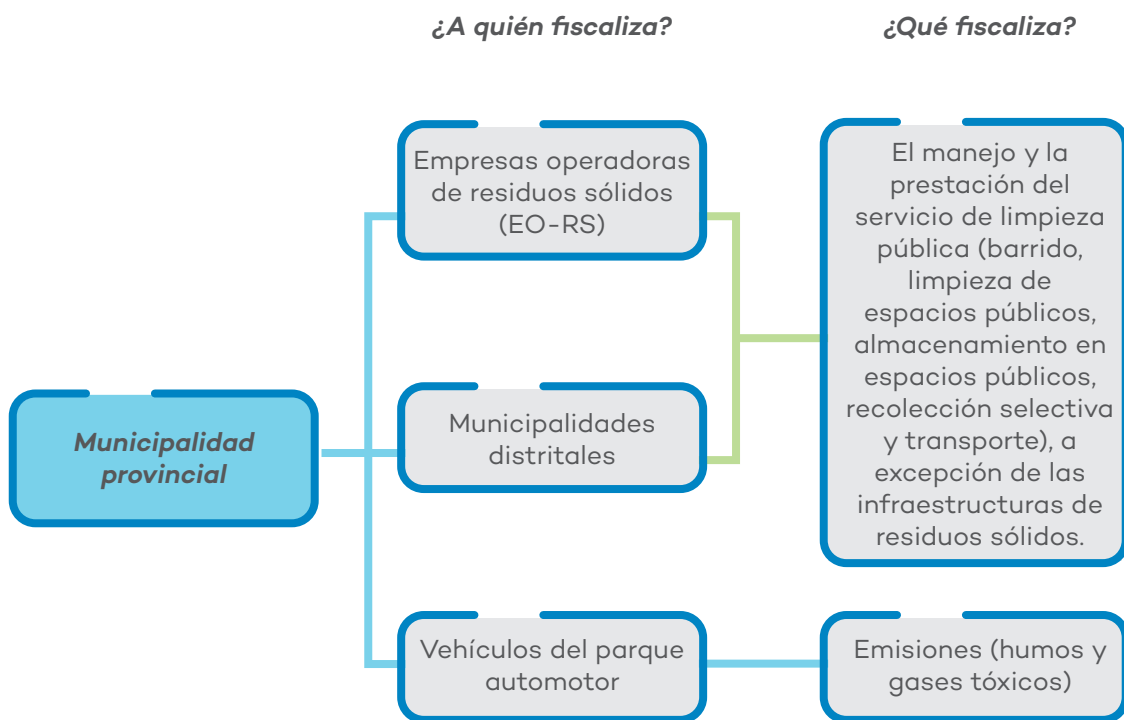 ¿A quién fiscaliza?
¿Qué fiscaliza?
Municipalidad
provincial
Empresas operadoras
de residuos sólidos
(EO-RS)
Municipalidades
distritales
El manejo y la
prestación del
servicio de limpieza
pública (barrido,
limpieza de
espacios públicos,
almacenamiento en
espacios públicos,
recolección selectiva
y transporte), a
excepción de las
infraestructuras de
residuos sólidos.
Vehículos del parque
automotor
Emisiones (humos y
gases tóxicos)